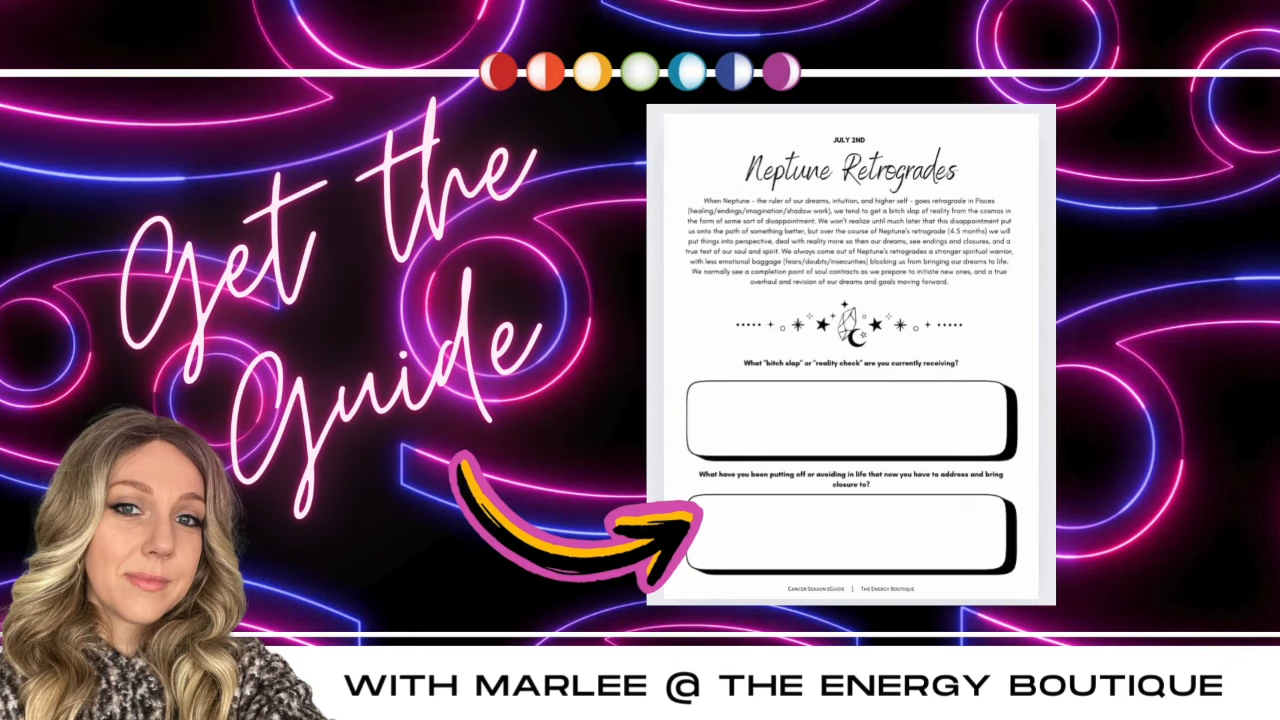 Get the
Guide
JULY 2ND
Neptune Retrogrades
When Neptune - the ruler of our dreams, intuition, and higher self - goes retrograde in Pisces
(healing/endings/imagination/shadow work), we tend to get a bitch slap of reality from the cosmos in
the form of some sort of disappointment. We won't realize until much later that this disappointment put
us onto the path of something better, but over the course of Neptune's retrograde (4.5 months) we will
put things into perspective, deal with reality more so then our dreams, see endings and closures, and a
true test of our soul and spirit. We always come out of Neptune's retrogrades a stronger spiritual warrior,
with less emotional baggage (fears/doubts/insecurities) blocking us from bringing our dreams to life.
We normally see a completion point of soul contracts as we prepare to initiate new ones, and a true
overhaul and revision of our dreams and goals moving forward.
What "bitch slap" or "reality check" are you currently receiving?
What have you been putting off or avoiding in life that now you have to address and bring
closure to?
CANCER SEASON EGUIDE | THE ENERGY BOUTIQUE
WITH MARLEE @ THE ENERGY BOUTIQUE